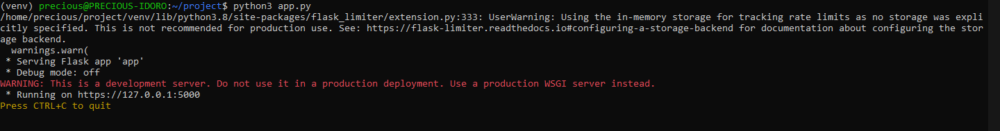 (venv) precious@PRECIOUS-IDORO:~/project$ python3 app.py
/home/precious/project/venv/lib/python3.8/site-packages/flask_limiter/extension.py:333: UserWarning: Using the in-memory storage for tracking rate limits as no storage was expli
citly specified. This is not recommended for production use. See: https://flask-limiter.readthedocs.io#configuring-a-storage-backend for documentation about configuring the stor
age backend.
  warnings.warn(
 * Serving Flask app 'app'
 * Debug mode: off
WARNING: This is a development server. Do not use it in a production deployment. Use a production WSGI server instead.
 * Running on https://127.0.0.1:5000
Press CTRL+C to quit